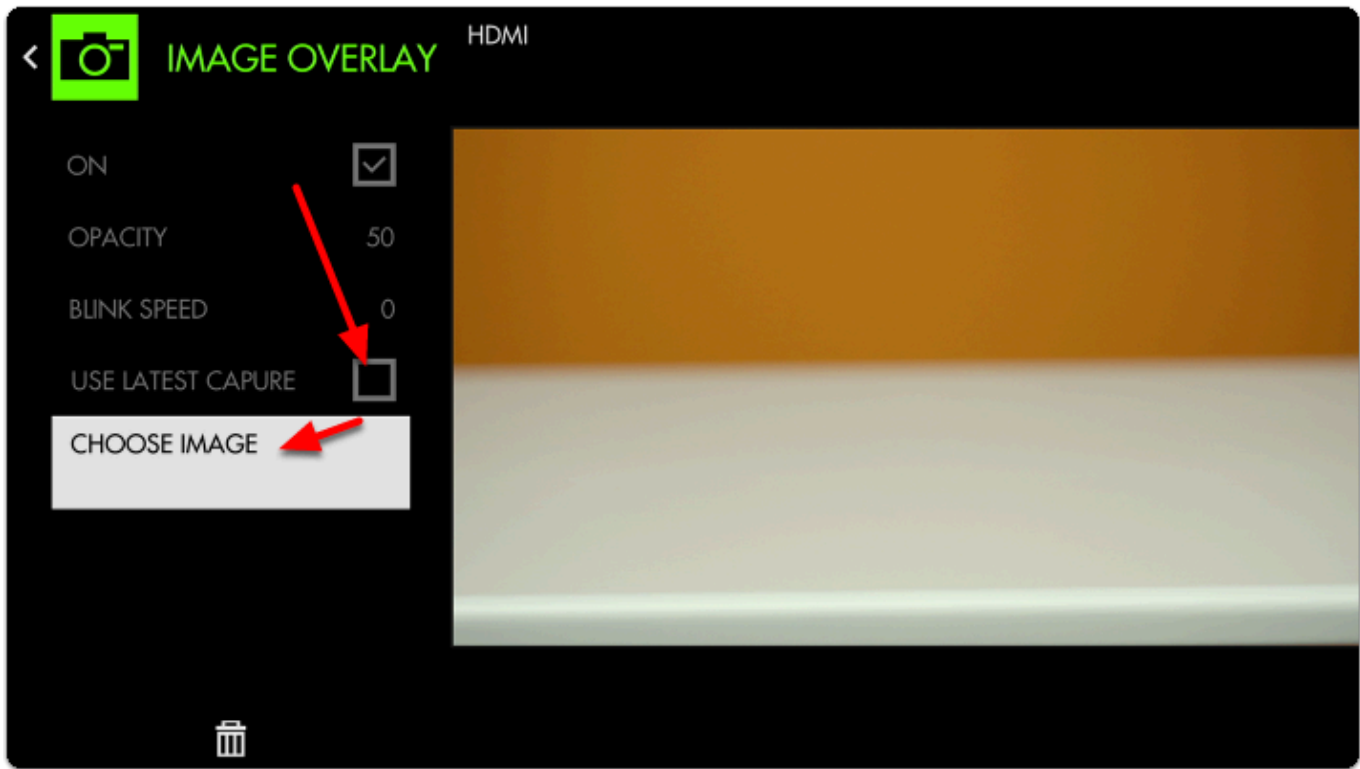 IMAGE OVERLAY
HDMI
ON
OPACITY 50
BLINK SPEED 0
USE LATEST CAPURE
CHOOSE IMAGE